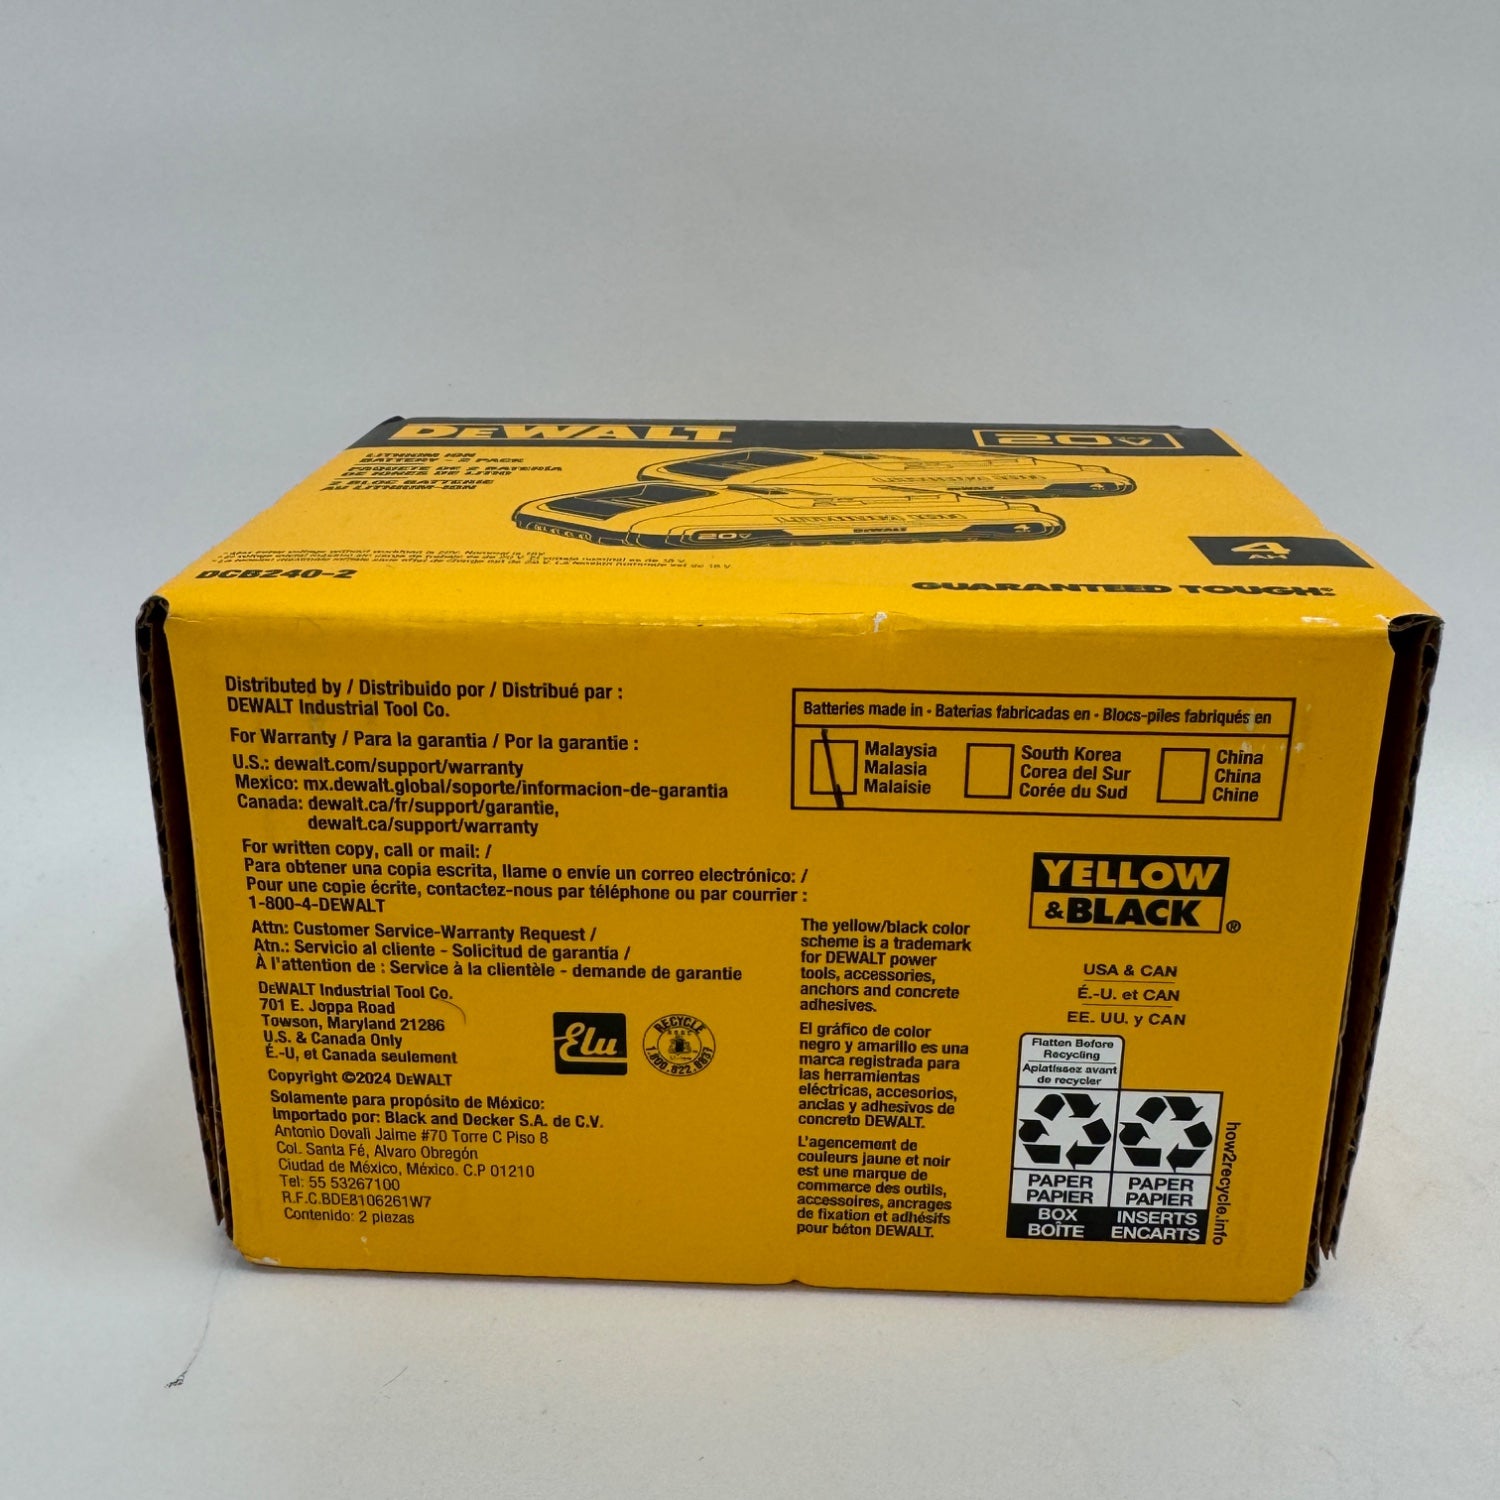 DEWALT
20V
LITHIUM ION
BATTERY - 2 PACK
PAQUETE DE 2 BATERÍA
DE IONES DE LITIO
2 BLOC BATTERIE
AU LITHIUM-ION
LITHIUM ION
DEWALT
4
LITHIUM ION
DEWALT
20V
4
4
AH
DCB240-2
GUARANTEED TOUGH.®
Distributed by / Distribuido por / Distribué par :
DEWALT Industrial Tool Co.
For Warranty / Para la garantia / Por la garantie :
U.S.: dewalt.com/support/warranty
Mexico: mx.dewalt.global/soporte/informacion-de-garantia
Canada: dewalt.ca/fr/support/garantie,
dewalt.ca/support/warranty
For written copy, call or mail: /
Para obtener una copia escrita, llame o envíe un correo electrónico: /
Pour une copie écrite, contactez-nous par téléphone ou par courrier :
1-800-4-DEWALT
Attn: Customer Service-Warranty Request /
Atn.: Servicio al cliente - Solicitud de garantía /
À l'attention de : Service à la clientèle - demande de garantie
DEWALT Industrial Tool Co.
701 E. Joppa Road
Towson, Maryland 21286
U.S. & Canada Only
É.-U, et Canada seulement
Copyright ©2024 DEWALT
Solamente para propósito de México:
Importado por: Black and Decker S.A. de C.V.
Antonio Dovali Jaime #70 Torre C Piso 8
Col. Santa Fé, Alvaro Obregón
Ciudad de México, México. C.P 01210
Tel: 55 53267100
R.F.C.BDE8106261W7
Contenido: 2 piezas
Elu
RECYCLE
1.800.822.8837
Batteries made in - Baterias fabricadas en - Blocs-piles fabriqués en
Malaysia
Malasia
Malaisie
South Korea
Corea del Sur
Corée du Sud
China
China
Chine
YELLOW
&BLACK®
The yellow/black color
scheme is a trademark
for DEWALT power
tools, accessories,
anchors and concrete
adhesives.
El gráfico de color
negro y amarillo es una
marca registrada para
las herramientas
eléctricas, accesorios,
anclas y adhesivos de
concreto DEWALT.
L'agencement de
couleurs jaune et noir
est une marque de
commerce des outils,
accessoires, ancrages
de fixation et adhésifs
pour béton DEWALT.
USA & CAN
É.-U. et CAN
EE. UU. y CAN
Flatten Before
Recycling
Aplatissez avant
de recycler
PAPER
PAPIER
BOX
BOÎTE
PAPER
PAPIER
INSERTS
ENCARTS
how2recycle.info